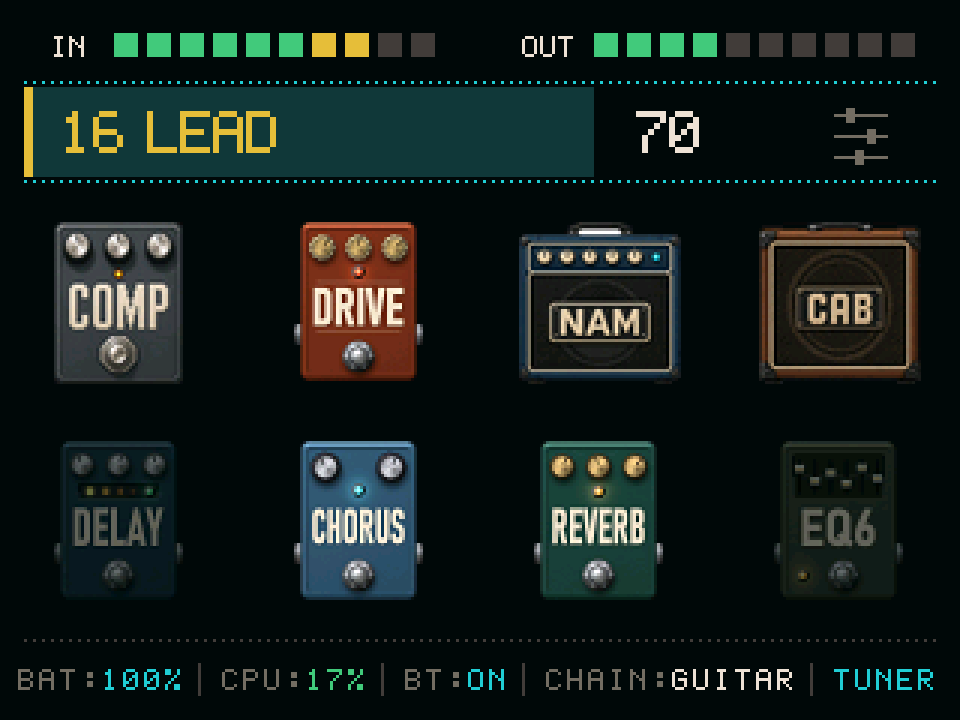 IN OUT
16 LEAD 70
COMP DRIVE NAM CAB
DELAY CHORUS REVERB EQ6
BAT:100% | CPU:17% | BT:ON | CHAIN:GUITAR | TUNER